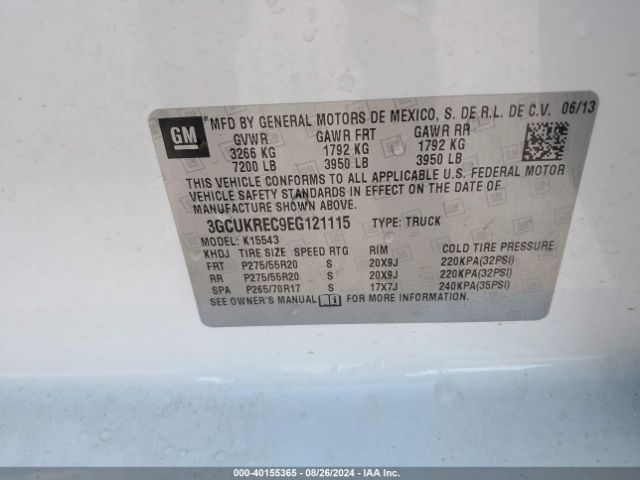 GM
MFD BY GENERAL MOTORS DE MEXICO, S. DE R.L. DE C.V. 06/13
GVWR GAWR FRT GAWR RR
3266 KG 1792 KG 1792 KG
7200 LB 3950 LB 3950 LB
THIS VEHICLE CONFORMS TO ALL APPLICABLE U.S. FEDERAL MOTOR
VEHICLE SAFETY STANDARDS IN EFFECT ON THE DATE OF
MANUFACTURE SHOWN ABOVE.
3GCUKREC9EG121115 TYPE: TRUCK
MODEL: K15543
KHDJ TIRE SIZE SPEED RTG RIM COLD TIRE PRESSURE
FRT P275/55R20 S 20X9J 220KPA(32PSI)
RR P275/55R20 S 20X9J 220KPA(32PSI)
SPA P265/70R17 S 17X7J 240KPA(35PSI)
SEE OWNER'S MANUAL FOR MORE INFORMATION.
000-40155365 - 08/26/2024 - IAA Inc.